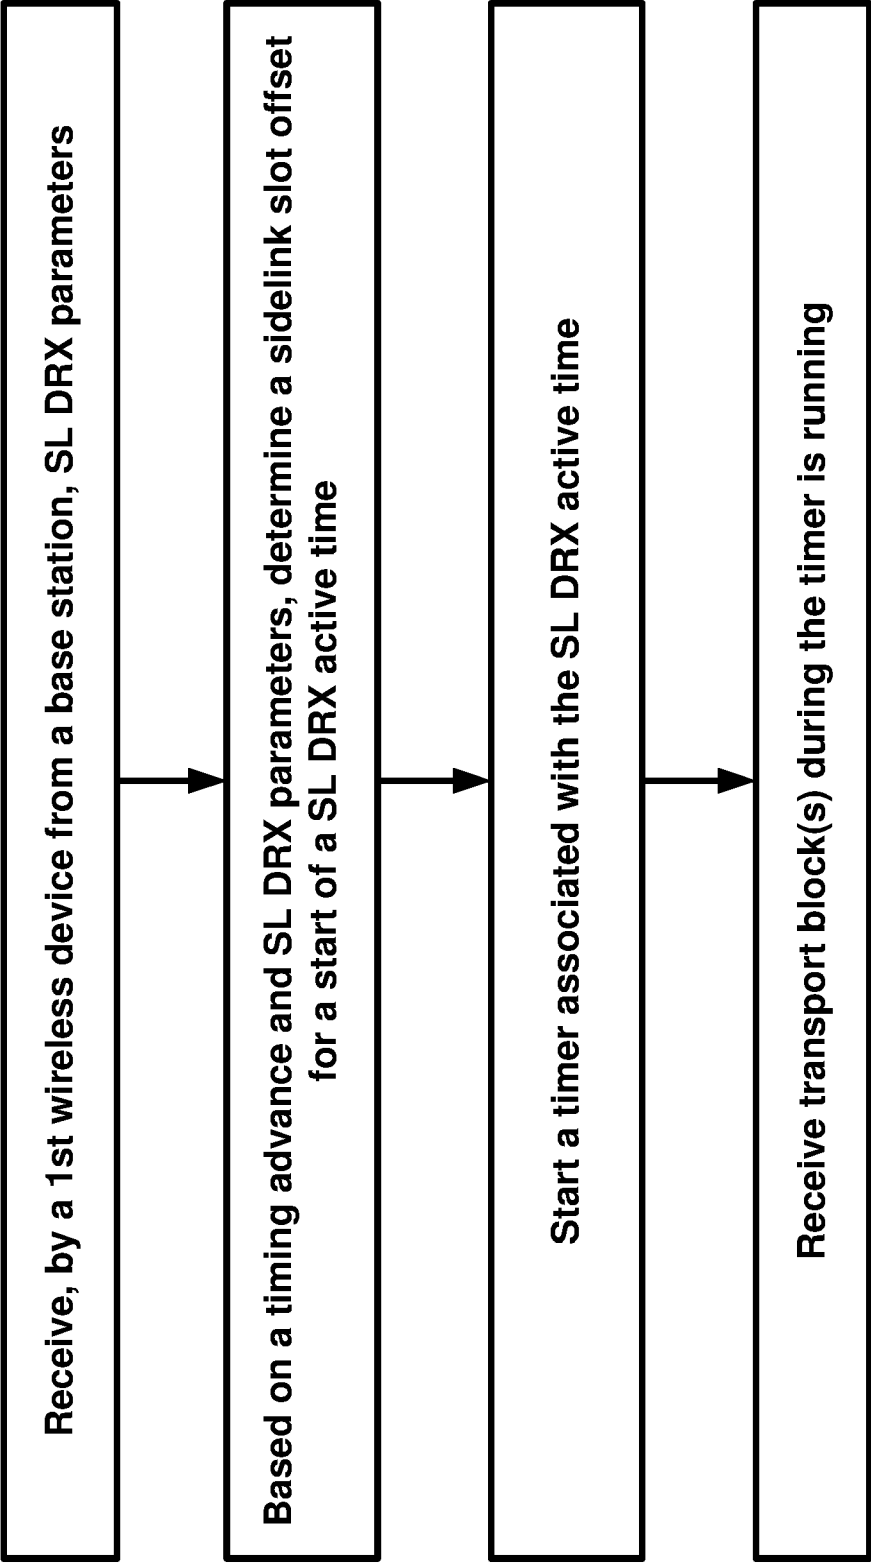 Receive, by a 1st wireless device from a base station, SL DRX parameters
Based on a timing advance and SL DRX parameters, determine a sidelink slot offset
for a start of a SL DRX active time
Start a timer associated with the SL DRX active time
Receive transport block(s) during the timer is running